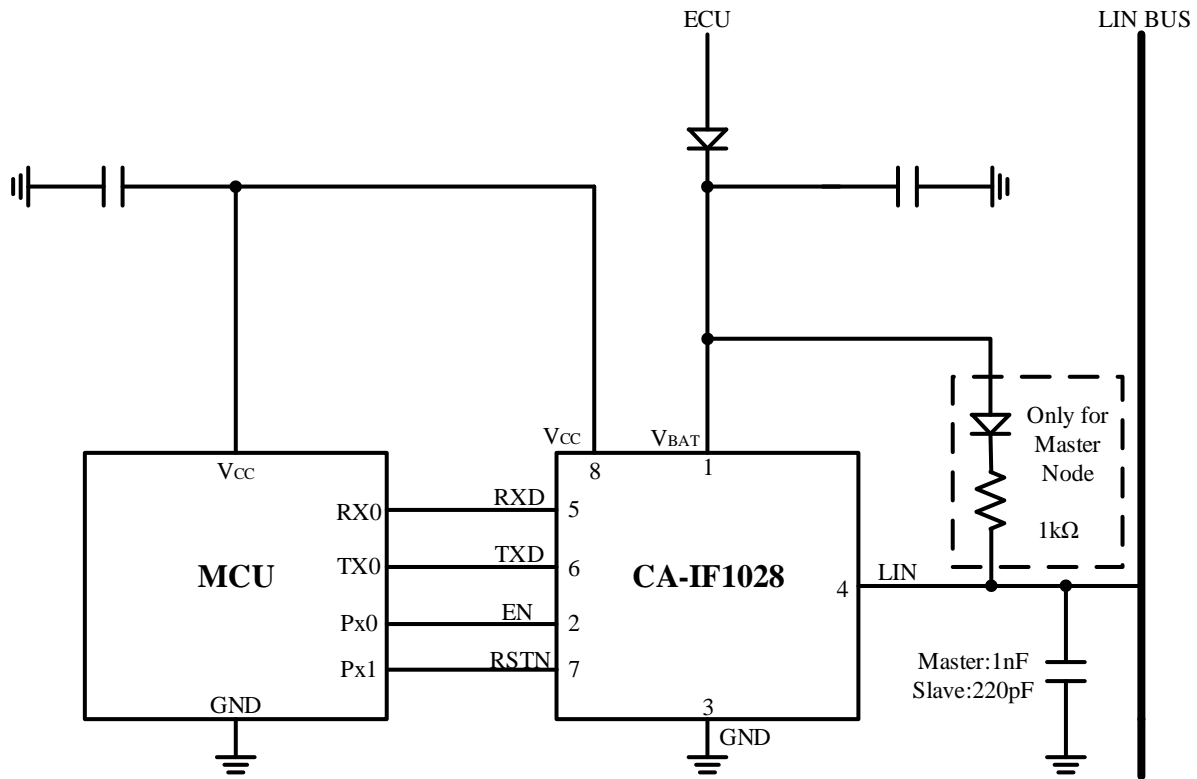 ECU
LIN BUS
VCC
VCC
8
VBAT
1
Only for
Master
Node
1kΩ
RX0
RXD
5
TX0
TXD
6
MCU
CA-IF1028
4
LIN
Px0
EN
2
Px1
RSTN
7
Master:1nF
Slave:220pF
GND
3
GND